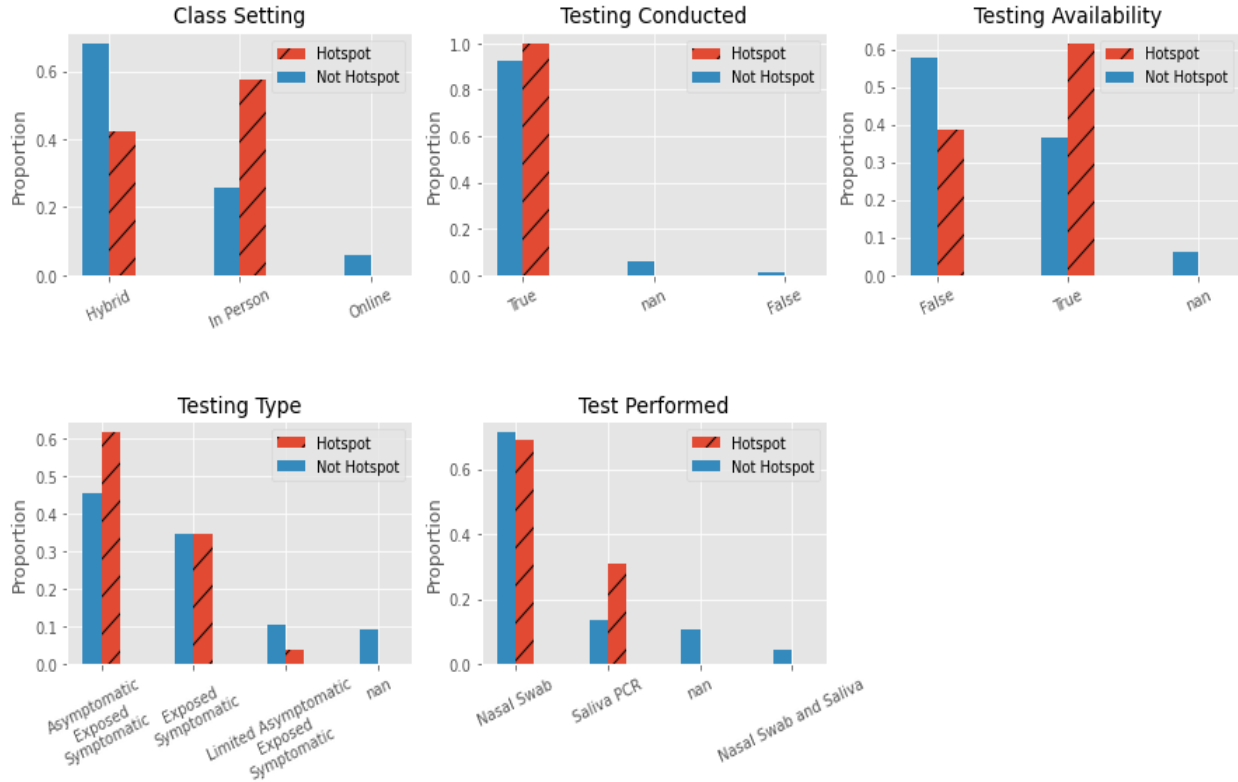 Class Setting
Proportion
0.6
0.4
0.2
0.0
Hotspot
Not Hotspot
Hybrid
In Person
Online
Testing Conducted
Proportion
1.0
0.8
0.6
0.4
0.2
0.0
Hotspot
Not Hotspot
True
nan
False
Testing Availability
Proportion
0.6
0.5
0.4
0.3
0.2
0.1
0.0
Hotspot
Not Hotspot
False
True
nan
Testing Type
Proportion
0.6
0.5
0.4
0.3
0.2
0.1
0.0
Hotspot
Not Hotspot
Asymptomatic
Exposed
Symptomatic
Exposed
Symptomatic
Limited Asymptomatic
Exposed
Symptomatic
nan
Test Performed
Proportion
0.6
0.4
0.2
0.0
Hotspot
Not Hotspot
Nasal Swab
Saliva PCR
nan
Nasal Swab and Saliva